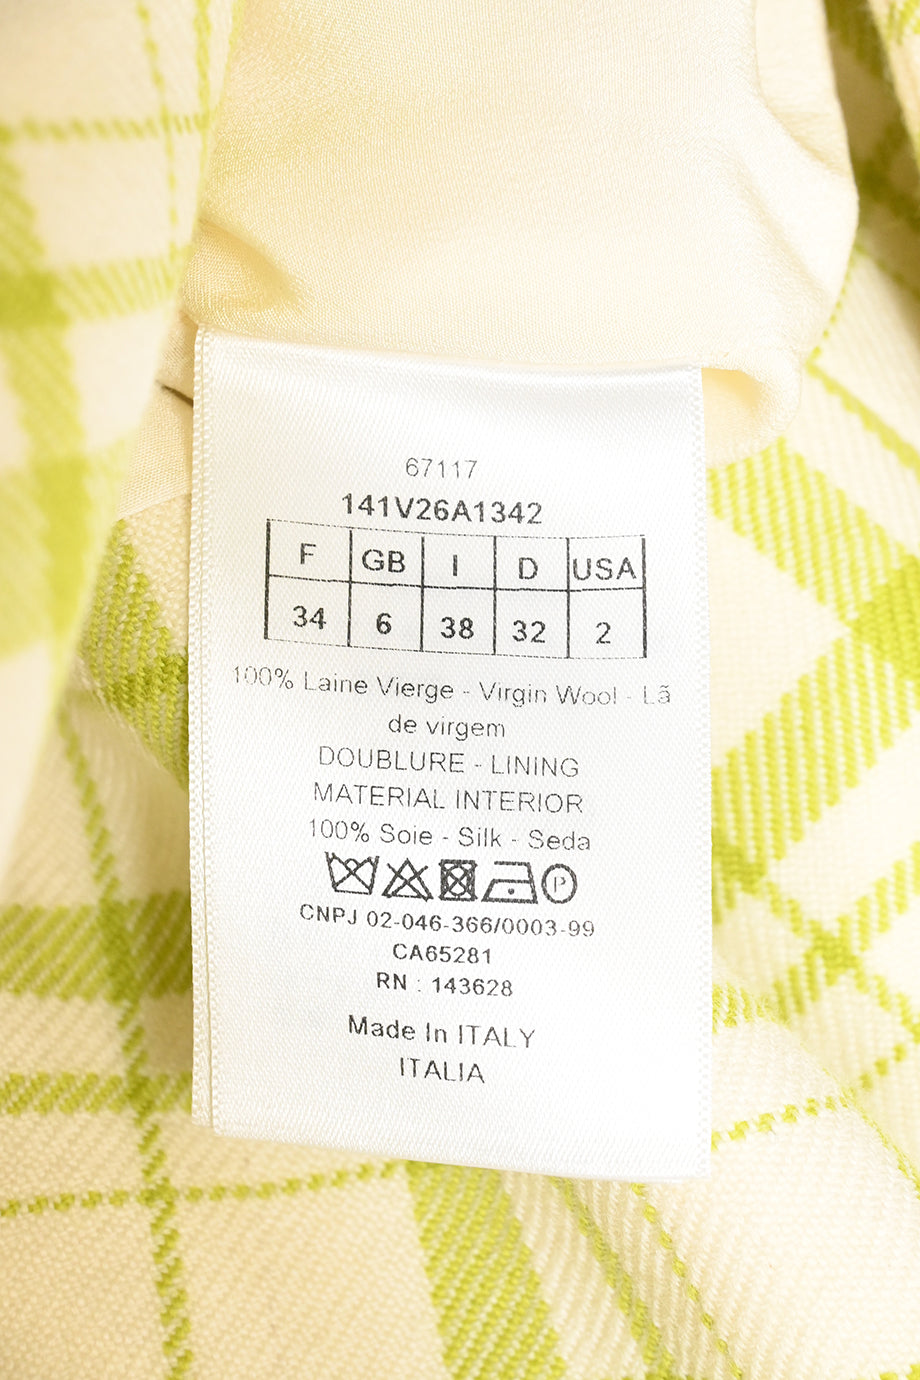 67117
141V26A1342
F GB I D USA
34 6 38 32 2
100% Laine Vierge - Virgin Wool - Lã
de virgem
DOUBLURE - LINING
MATERIAL INTERIOR
100% Soie - Silk - Seda
P
CNPJ 02-046-366/0003-99
CA65281
RN : 143628
Made In ITALY
ITALIA